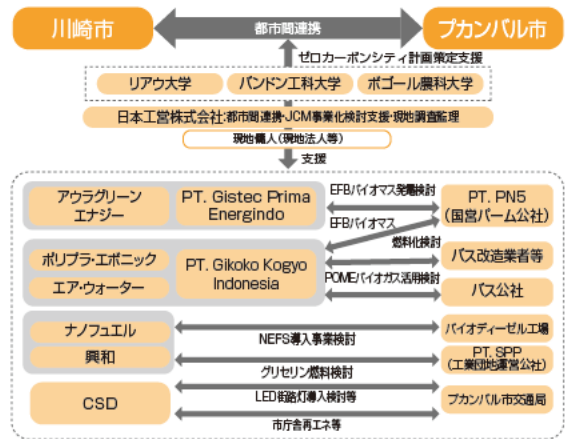 川崎市
都市間連携
プカンバル市
ゼロカーボンシティ計画策定支援
リアウ大学
バンドン工科大学
ボゴール農科大学
日本工営株式会社:都市間連携・JCM事業化検討支援・現地調査監理
現地傭人(現地法人等)
支援
アウラグリーン
エナジー
PT. Gistec Prima
Energindo
EFBバイオマス発電検討
PT. PN5
(国営パーム公社)
EFBバイオマス
燃料化検討
ポリプラ・エボニック
エア・ウォーター
PT. Gikoko Kogyo
Indonesia
バス改造業者等
POMEバイオガス活用検討
バス公社
ナノフュエル
興和
NEFS導入事業検討
バイオディーゼル工場
グリセリン燃料検討
PT. SPP
(工業団地運営公社)
CSD
LED街路灯導入検討等
プカンバル市交通局
市庁舎再エネ等